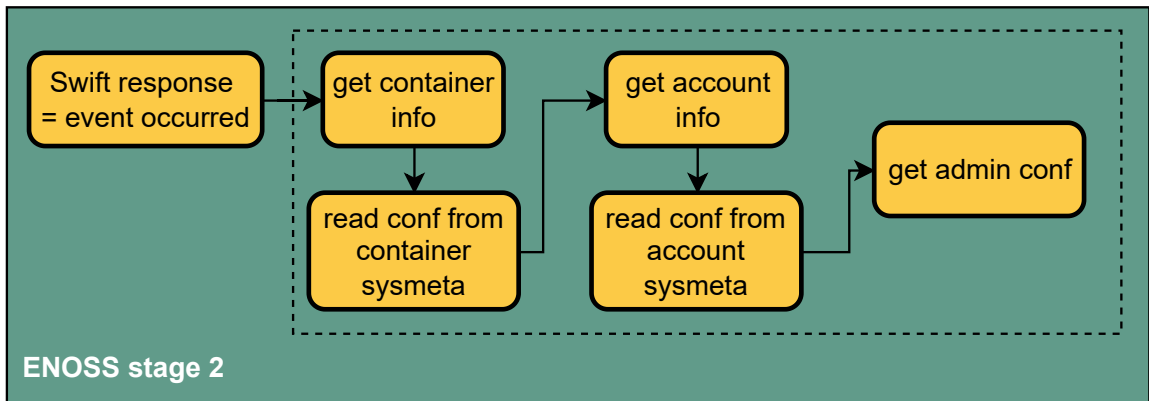 Swift response
= event occurred
get container
info
read conf from
container
sysmeta
get account
info
read conf from
account
sysmeta
get admin conf
ENOSS stage 2